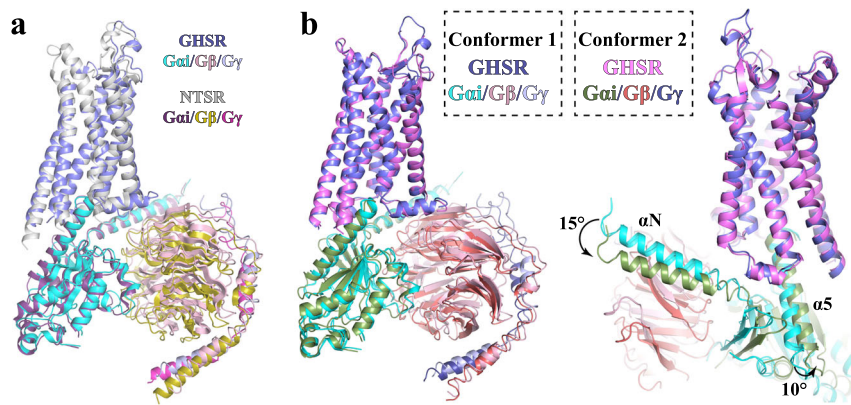 a
GHSR
Gαi/Gβ/Gγ
NTSR
Gαi/Gβ/Gγ
b
Conformer 1
GHSR
Gαi/Gβ/Gγ
Conformer 2
GHSR
Gαi/Gβ/Gγ
αN
15°
α5
10°